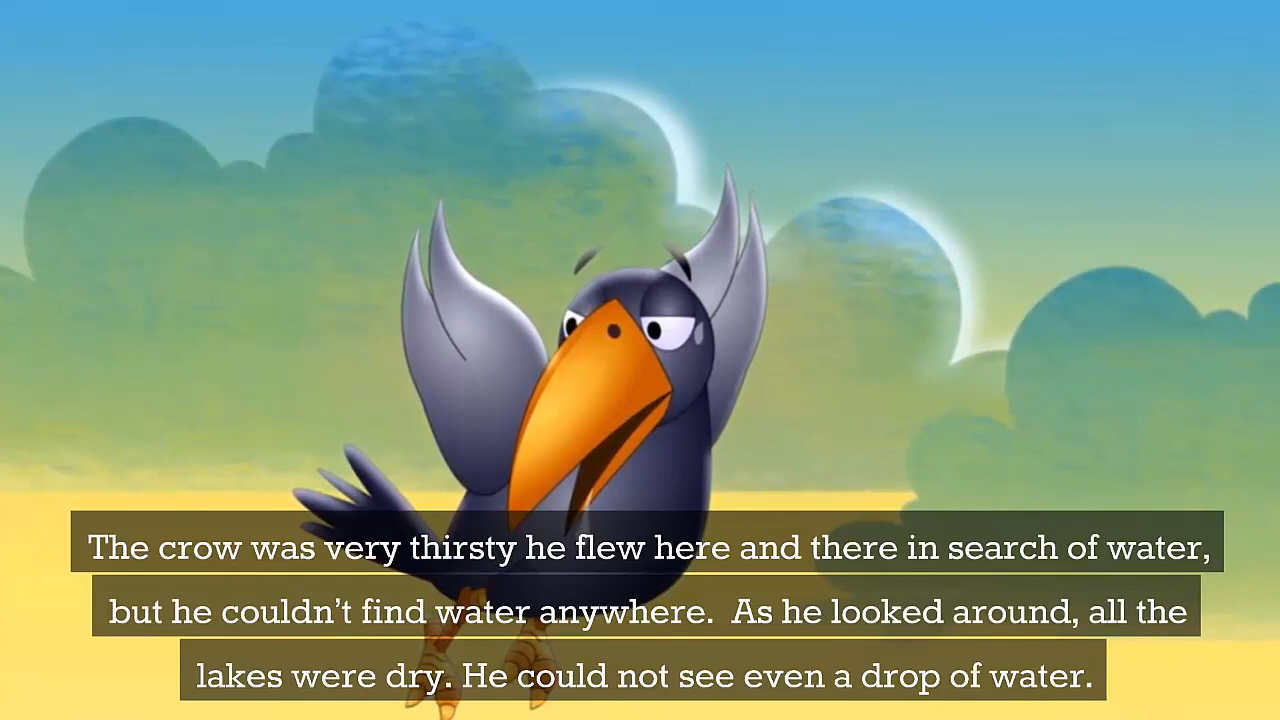 The crow was very thirsty he flew here and there in search of water,
but he couldn’t find water anywhere.  As he looked around, all the
lakes were dry. He could not see even a drop of water.